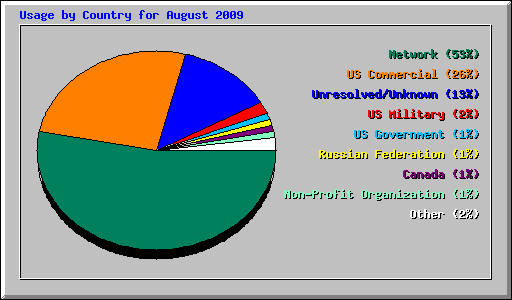 Usage by Country for August 2009
Network (53%)
US Commercial (26%)
Unresolved/Unknown (13%)
US Military (2%)
US Government (1%)
Russian Federation (1%)
Canada (1%)
Non-Profit Organization (1%)
Other (2%)